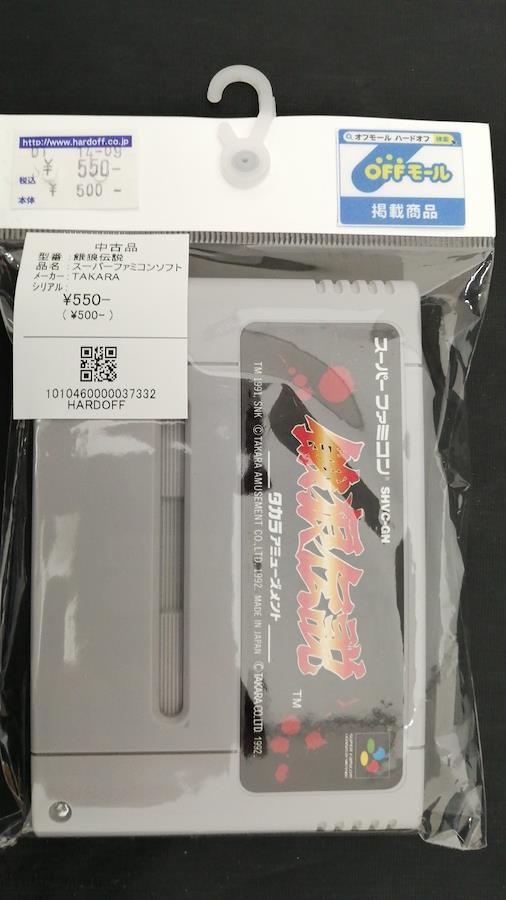 http://www.hardoff.co.jp
01 14-09
税込 ¥ 550-
本体 ¥ 500-
オフモール ハードオフ 検索
OFFモール
掲載商品
中古品
型番 :餓狼伝説
品名 :スーパーファミコンソフト
メーカー:TAKARA
シリアル:
¥550-
(¥500-)
1010460000037332
HARDOFF
スーパーファミコン® SHVC-GN
餓狼伝説
TM
タカラアミューズメント
TM 1991, SNK ©TAKARA AMUSEMENT CO., LTD. 1992. MADE IN JAPAN ©TAKARA CO., LTD. 1992.